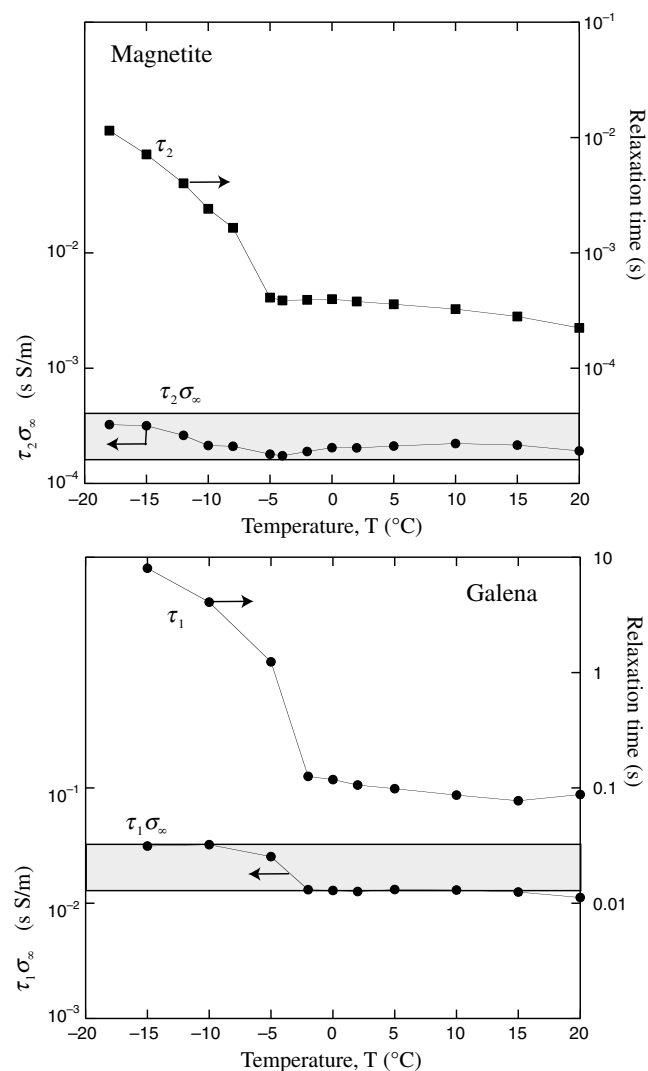 Magnetite
10⁻¹
10⁻²
10⁻³
10⁻⁴
Relaxation time (s)
τ₂
10⁻²
10⁻³
10⁻⁴
τ₂σ∞ (s S/m)
τ₂σ∞
−20 −15 −10 −5 0 5 10 15 20
Temperature, T (°C)
Galena
10
1
0.1
0.01
Relaxation time (s)
τ₁
10⁻¹
10⁻²
10⁻³
τ₁σ∞ (s S/m)
τ₁σ∞
−20 −15 −10 −5 0 5 10 15 20
Temperature, T (°C)